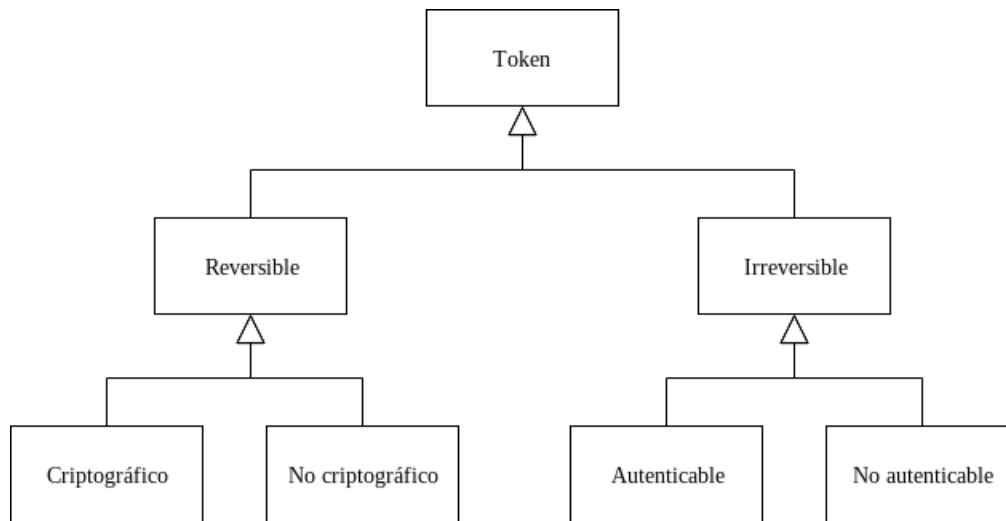 Token
Reversible
Irreversible
Criptográfico
No criptográfico
Autenticable
No autenticable